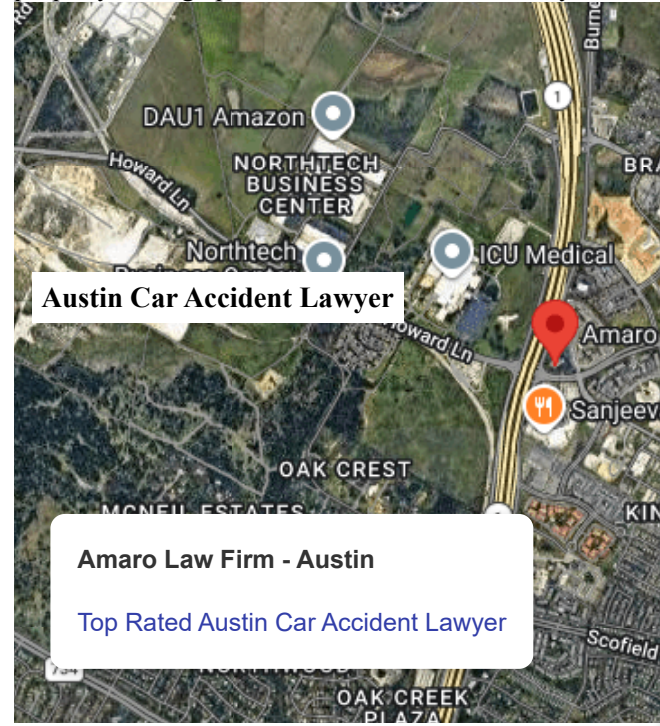 Rd
Burne
1
DAU1 Amazon
NORTHTECH
BUSINESS
CENTER
BRA
Howard Ln
Northtech
ICU Medical
Austin Car Accident Lawyer
Howard Ln
Amaro
Sanjeev
OAK CREST
MCNEIL ESTATES
KIN
Amaro Law Firm - Austin
Top Rated Austin Car Accident Lawyer
Scofield
734
NORTHWOOD
OAK CREEK
PLAZA